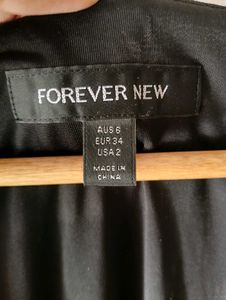 FOREVER NEW
AUS 6
EUR 34
USA 2
MADE IN
CHINA